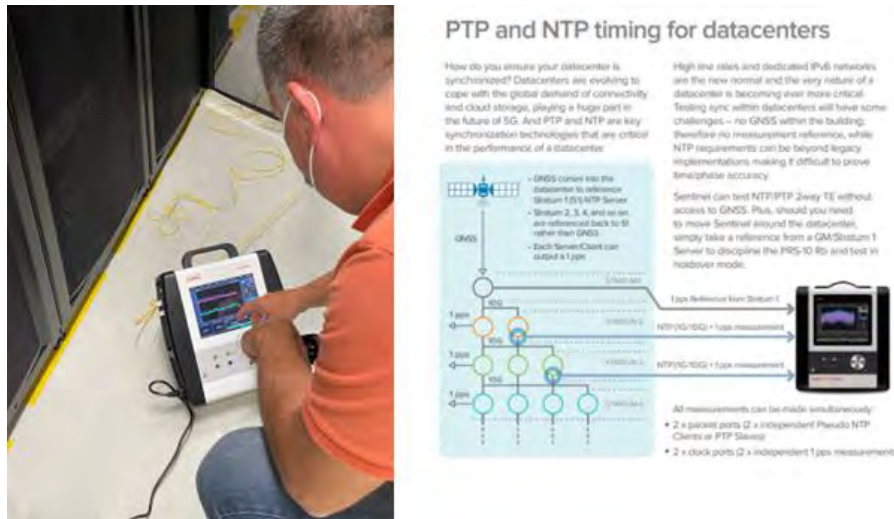 PTP and NTP timing for datacenters
How do you ensure your datacenter is
synchronized? Datacenters are evolving to
cope with the global demand of connectivity
and cloud storage, playing a huge part in
the future of 5G. And PTP and NTP are key
synchronization technologies that are critical
in the performance of a datacenter
High line rates and dedicated IPv6 networks
are the new normal and the very nature of a
datacenter is becoming ever more critical.
Testing sync within datacenters will have some
challenges – no GNSS within the building;
therefore no measurement reference, while
NTP requirements can be beyond legacy
implementations making it difficult to prove
time/phase accuracy.
Sentinel can test NTP/PTP 2way TE without
access to GNSS. Plus, should you need
to move Sentinel around the datacenter,
simply take a reference from a GM/Stratum 1
Server to discipline the PRS-10 Rb and test in
holdover mode.
• GNSS comes into the
datacenter to reference
Stratum 1 (S1) NTP Server
• Stratum 2, 3, 4, and so on
are referenced back to S1
rather than GNSS
• Each Server/Client can
output a 1 pps
GNSS
STRATUM 1
1 pps Reference from Stratum 1
10G
1 pps
STRATUM 2
NTP (1G/10G) + 1 pps measurement
10G
1 pps
STRATUM 3
NTP (1G/10G) + 1 pps measurement
10G
1 pps
STRATUM 4
All measurements can be made simultaneously:
• 2 x packet ports (2 x independent Pseudo NTP
Clients or PTP Slaves)
• 2 x clock ports (2 x independent 1 pps measurements